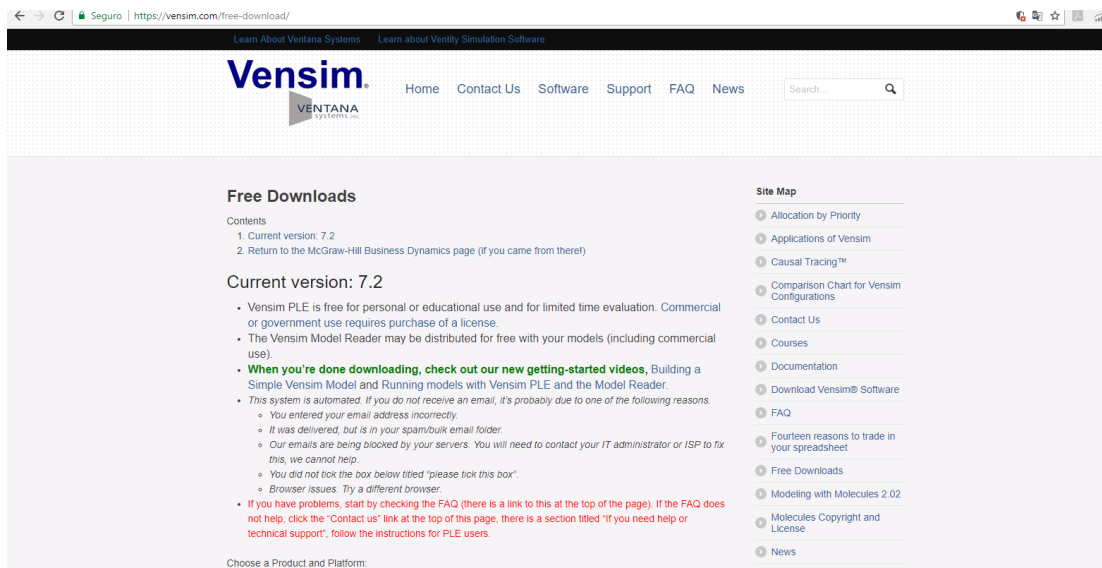 Seguro | https://vensim.com/free-download/
Learn About Ventana Systems Learn about Ventity Simulation Software
Vensim®
VENTANA
systems, inc.
Home Contact Us Software Support FAQ News
Search...
Free Downloads
Contents
1. Current version: 7.2
2. Return to the McGraw-Hill Business Dynamics page (if you came from there!)
Current version: 7.2
• Vensim PLE is free for personal or educational use and for limited time evaluation. Commercial
or government use requires purchase of a license.
• The Vensim Model Reader may be distributed for free with your models (including commercial
use).
• When you're done downloading, check out our new getting-started videos, Building a
Simple Vensim Model and Running models with Vensim PLE and the Model Reader.
• This system is automated. If you do not receive an email, it's probably due to one of the following reasons.
◦ You entered your email address incorrectly.
◦ It was delivered, but is in your spam/bulk email folder.
◦ Our emails are being blocked by your servers. You will need to contact your IT administrator or ISP to fix
this, we cannot help.
◦ You did not tick the box below titled "please tick this box".
◦ Browser issues. Try a different browser.
• If you have problems, start by checking the FAQ (there is a link to this at the top of the page). If the FAQ does
not help, click the "Contact us" link at the top of this page, there is a section titled "If you need help or
technical support", follow the instructions for PLE users.
Choose a Product and Platform:
Site Map
Allocation by Priority
Applications of Vensim
Causal Tracing™
Comparison Chart for Vensim
Configurations
Contact Us
Courses
Documentation
Download Vensim® Software
FAQ
Fourteen reasons to trade in
your spreadsheet
Free Downloads
Modeling with Molecules 2.02
Molecules Copyright and
License
News